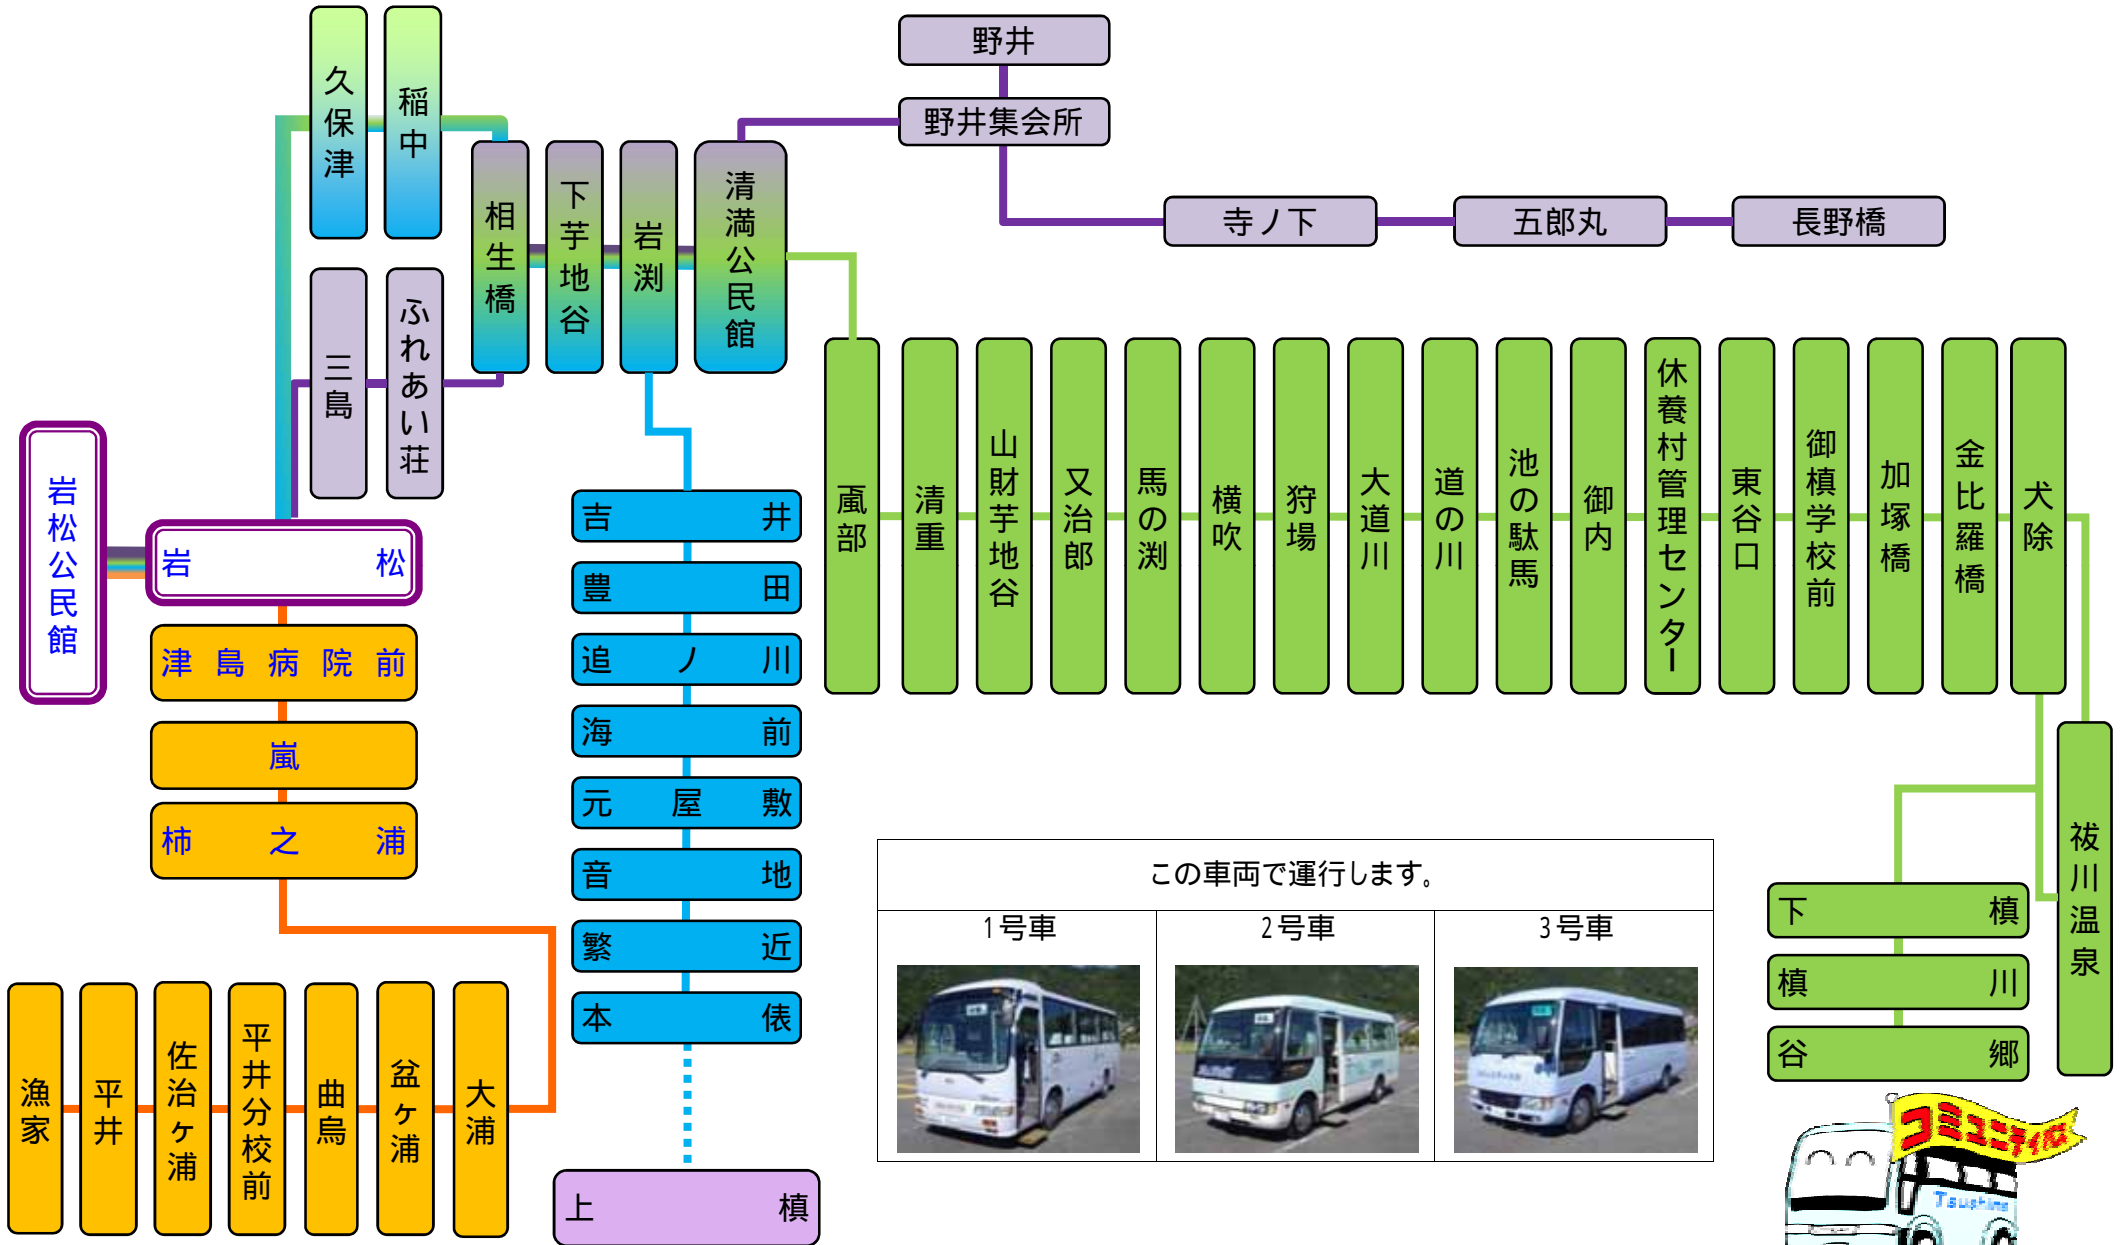 野井
野井集会所
寺ノ下
五郎丸
長野橋
久保津
稲中
相生橋
下芋地谷
岩渕
清満公民館
三島
ふれあい荘
岩松公民館
岩松
津島病院前
嵐
柿之浦
大浦
盆ヶ浦
曲烏
平井分校前
佐治ヶ浦
平井
漁家
吉井
豊田
追ノ川
海前
元屋敷
音地
繁近
本俵
上槙
颪部
清重
山財芋地谷
又治郎
馬の渕
横吹
狩場
大道川
道の川
池の駄馬
御内
休養村管理センター
東谷口
御槙学校前
加塚橋
金比羅橋
犬除
祓川温泉
下槙
槙川
谷郷
この車両で運行します。
1号車
2号車
3号車
コミュニティバス
Tsushima